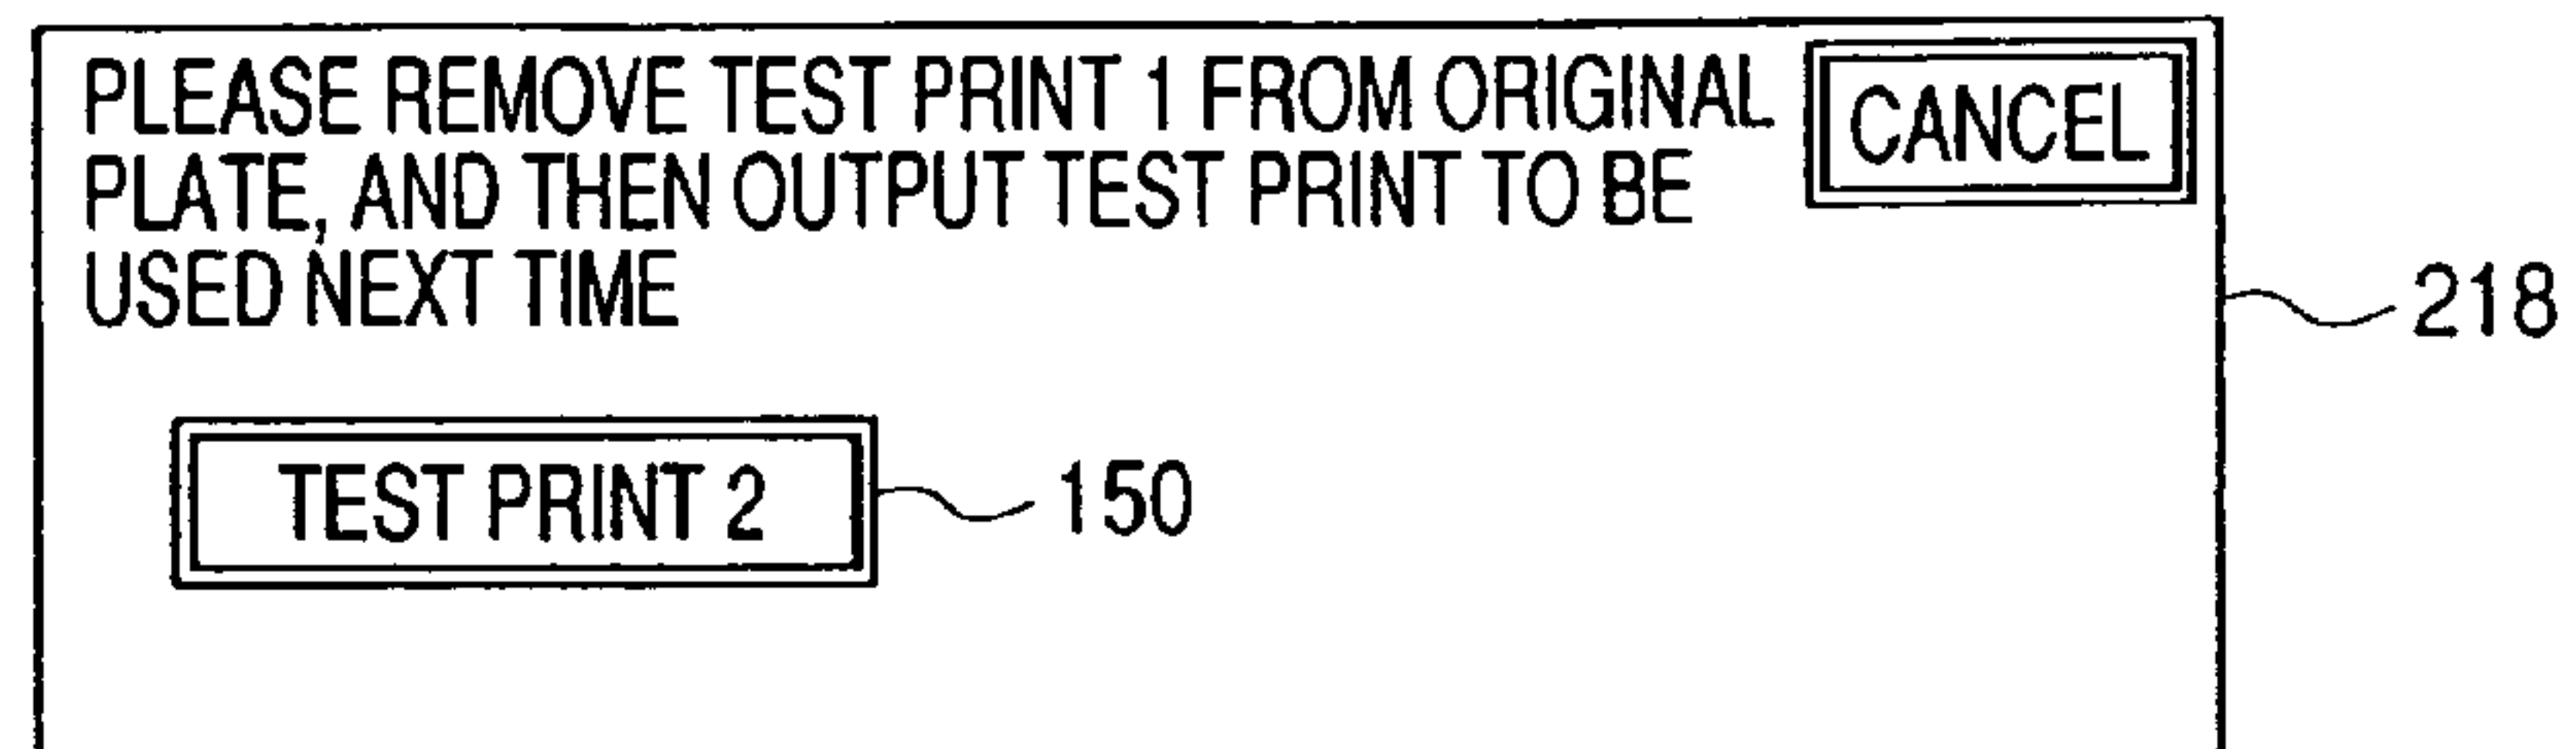 PLEASE REMOVE TEST PRINT 1 FROM ORIGINAL
PLATE, AND THEN OUTPUT TEST PRINT TO BE
USED NEXT TIME
CANCEL
218
TEST PRINT 2
150